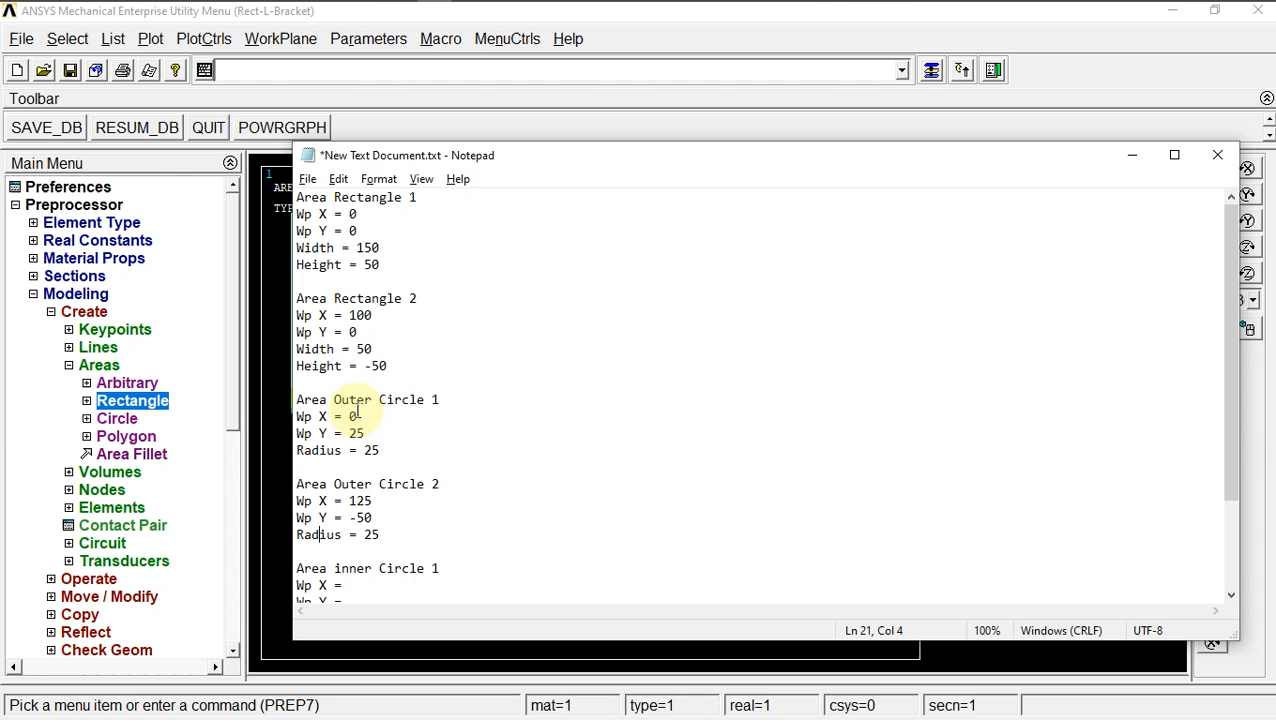 ANSYS Mechanical Enterprise Utility Menu (Rect-L-Bracket)
File Select List Plot PlotCtrls WorkPlane Parameters Macro MenuCtrls Help
Toolbar
SAVE_DB RESUM_DB QUIT POWRGRPH
Main Menu
Preferences
Preprocessor
Element Type
Real Constants
Material Props
Sections
Modeling
Create
Keypoints
Lines
Areas
Arbitrary
Rectangle
Circle
Polygon
Area Fillet
Volumes
Nodes
Elements
Contact Pair
Circuit
Transducers
Operate
Move / Modify
Copy
Reflect
Check Geom
1
*New Text Document.txt - Notepad
File Edit Format View Help
Area Rectangle 1
Wp X = 0
Wp Y = 0
Width = 150
Height = 50
Area Rectangle 2
Wp X = 100
Wp Y = 0
Width = 50
Height = -50
Area Outer Circle 1
Wp X = 0
Wp Y = 25
Radius = 25
Area Outer Circle 2
Wp X = 125
Wp Y = -50
Radius = 25
Area inner Circle 1
Wp X =
Wp Y =
Ln 21, Col 4 100% Windows (CRLF) UTF-8
Pick a menu item or enter a command (PREP7) mat=1 type=1 real=1 csys=0 secn=1